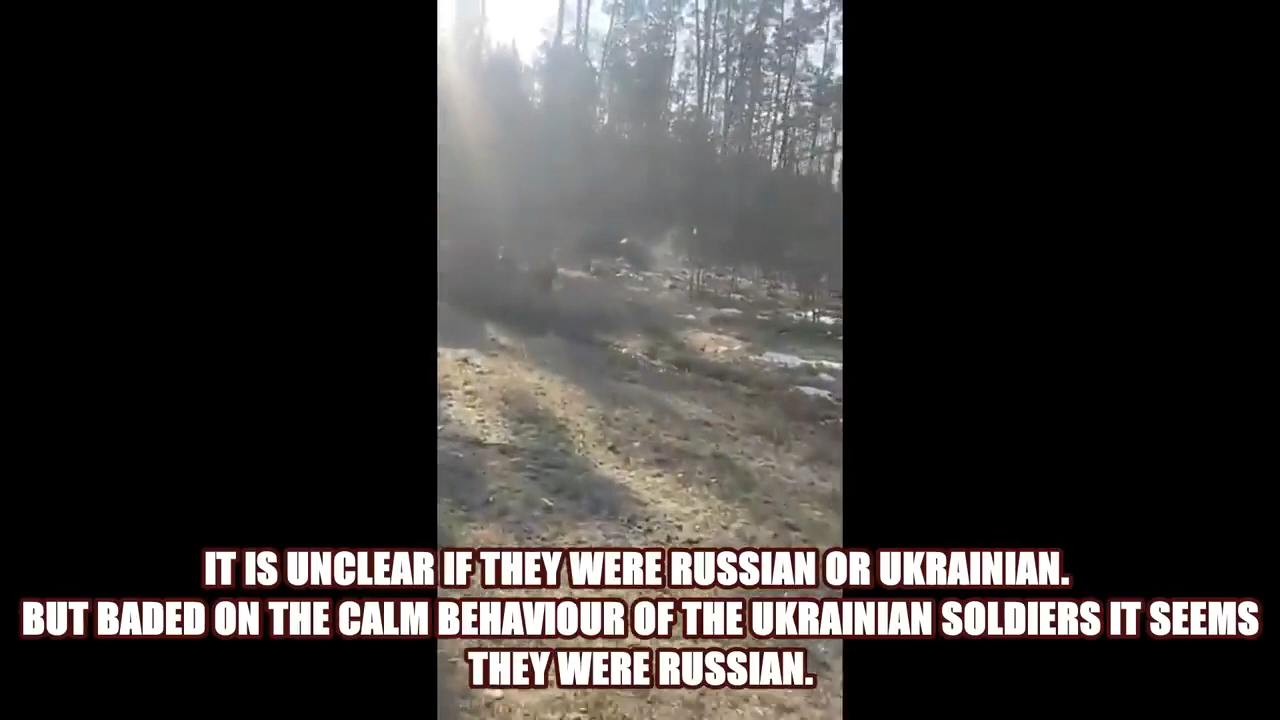 IT IS UNCLEAR IF THEY WERE RUSSIAN OR UKRAINIAN.
BUT BADED ON THE CALM BEHAVIOUR OF THE UKRAINIAN SOLDIERS IT SEEMS
THEY WERE RUSSIAN.